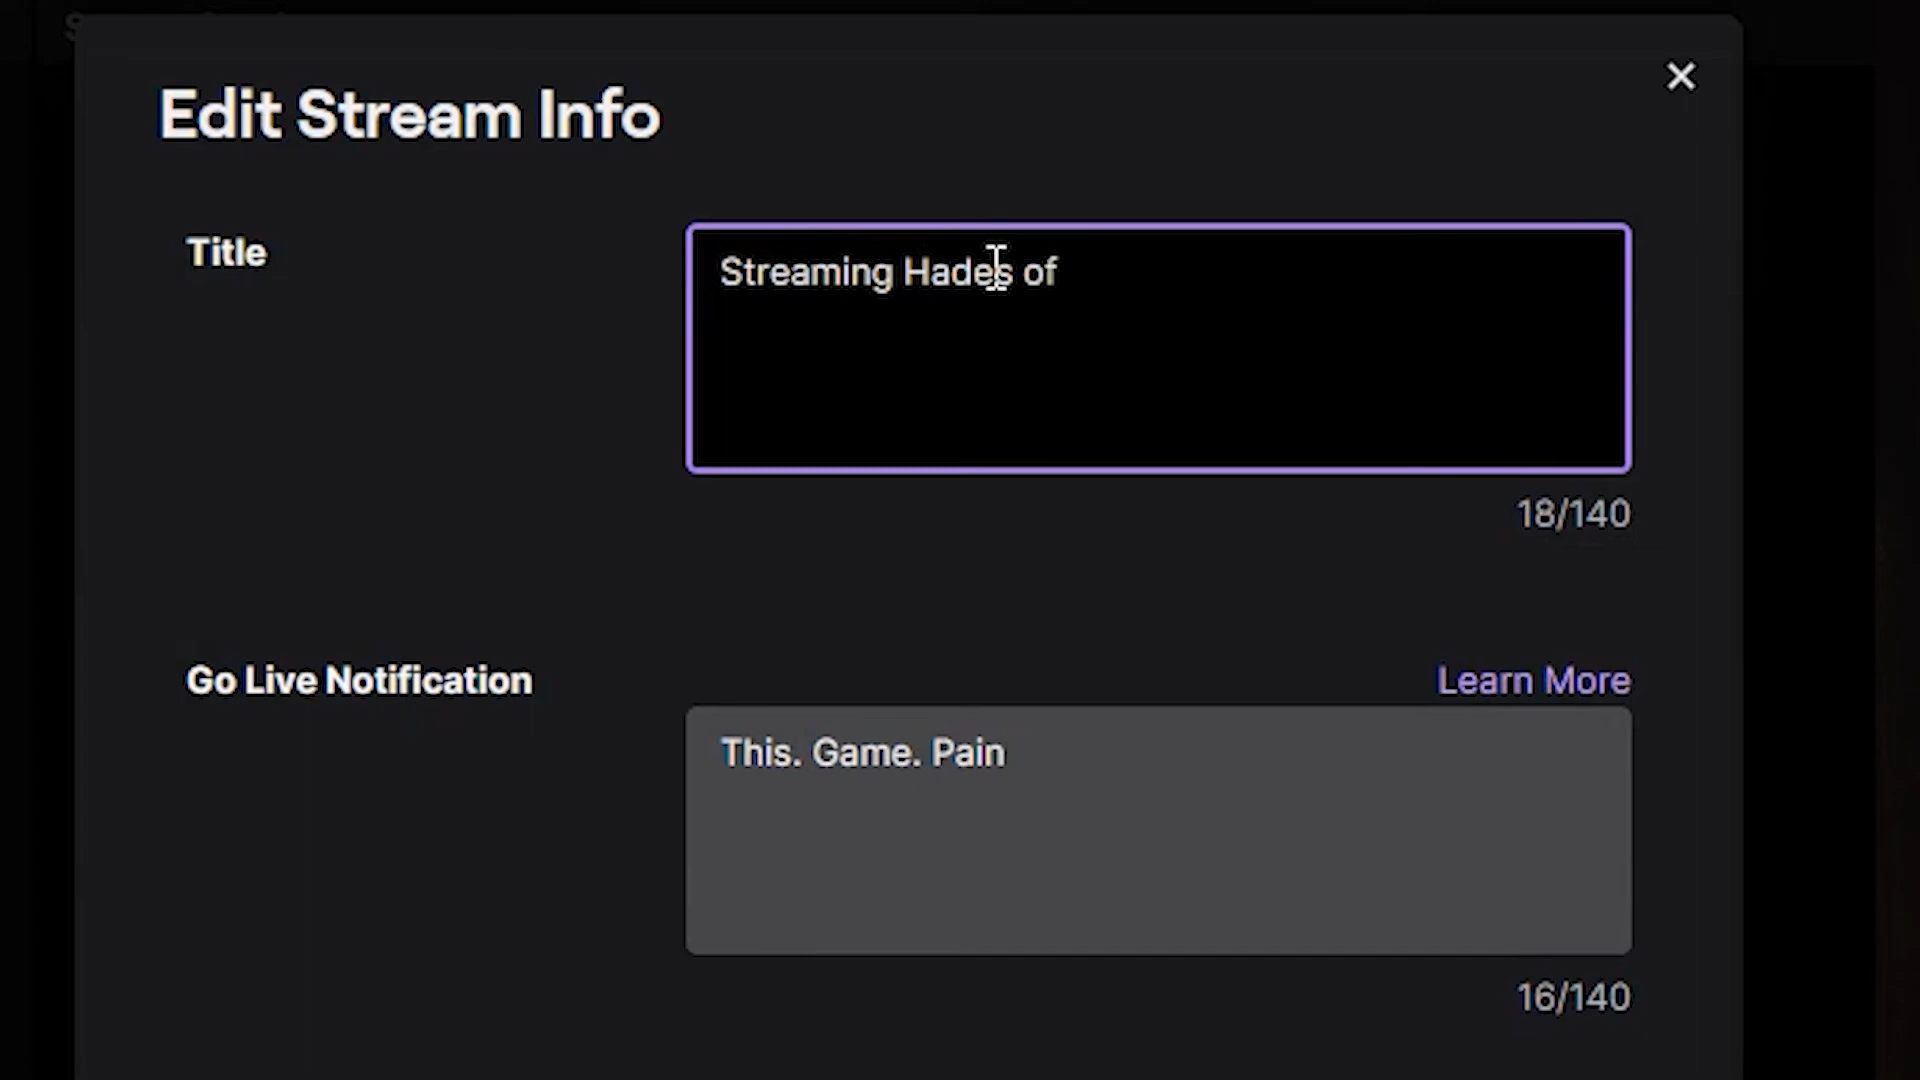 Edit Stream Info
Title
Streaming Hades of
18/140
Go Live Notification
Learn More
This. Game. Pain
16/140